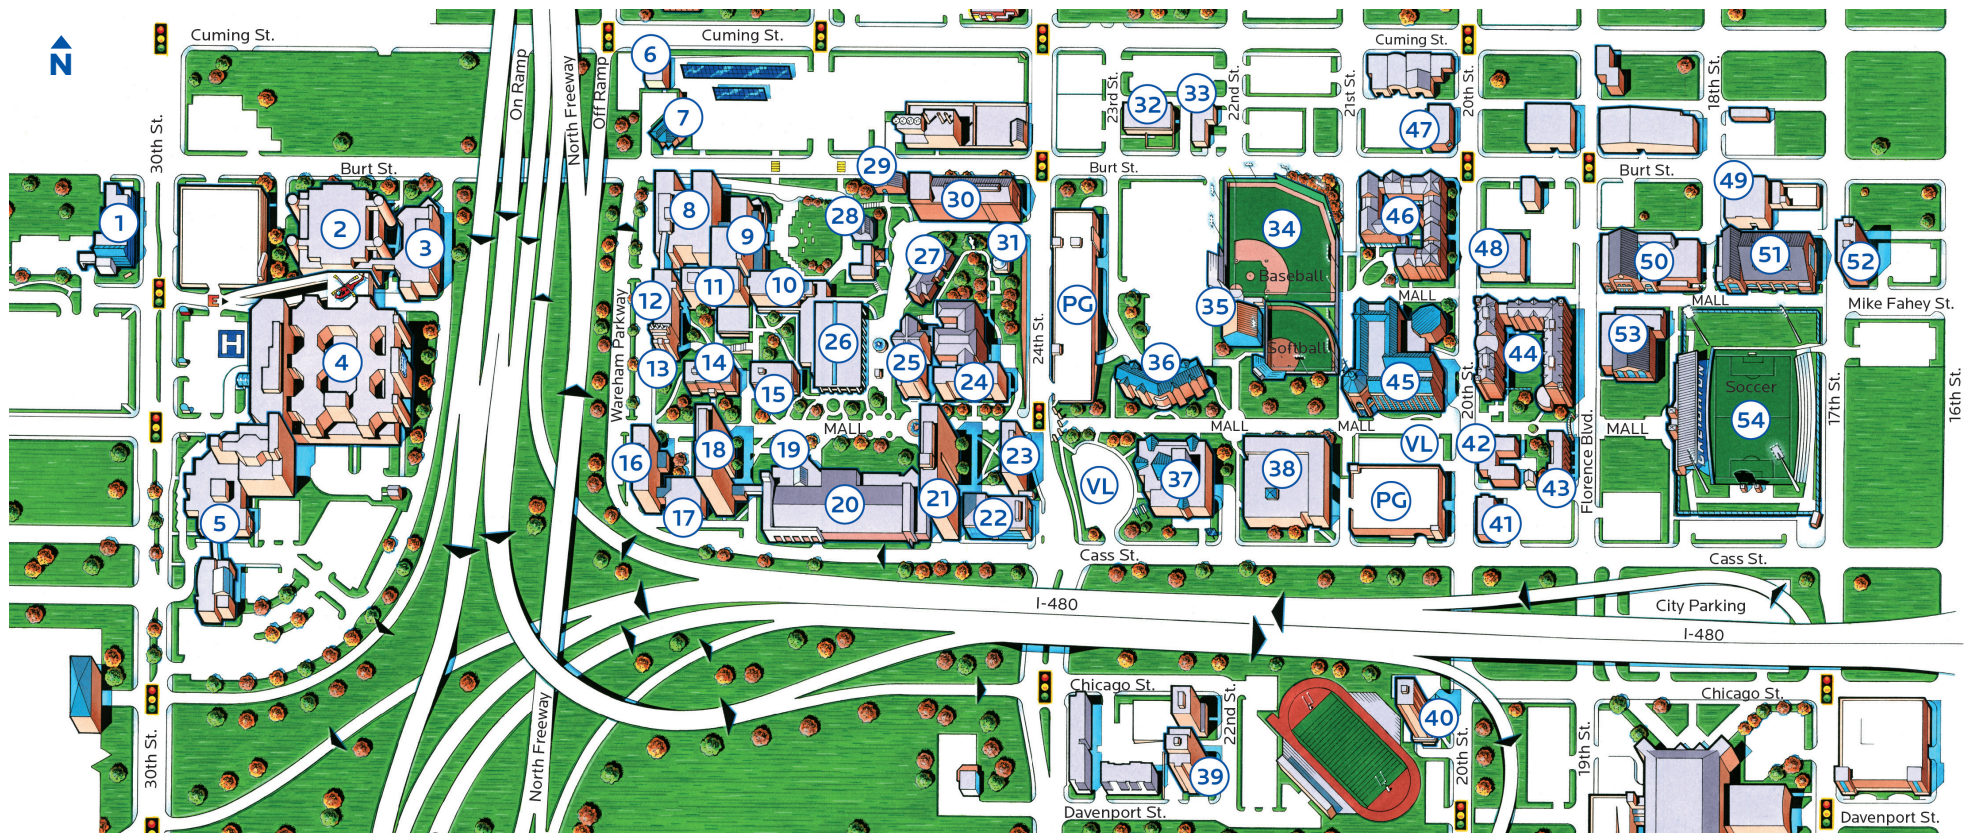 N
Cuming St.
Cuming St.
Cuming St.
On Ramp
North Freeway
Off Ramp
6
7
32
33
23rd St.
22nd St.
21st St.
20th St.
18th St.
47
30th St.
Burt St.
Burt St.
Burt St.
1
2
3
8
9
28
29
30
27
31
34
Baseball
46
48
49
50
51
52
12
11
10
PG
35
MALL
MALL
Mike Fahey St.
E
H
4
Wareham Parkway
13
14
15
26
25
24
24th St.
36
Softball
45
44
20th St.
53
Soccer
54
CREIGHTON
17th St.
16th St.
MALL
MALL
MALL
MALL
16
18
19
17
20
21
23
22
VL
37
38
VL
PG
42
43
41
Florence Blvd.
5
Cass St.
Cass St.
I-480
City Parking
I-480
30th St.
North Freeway
Chicago St.
22nd St.
39
40
20th St.
19th St.
Chicago St.
Davenport St.
Davenport St.